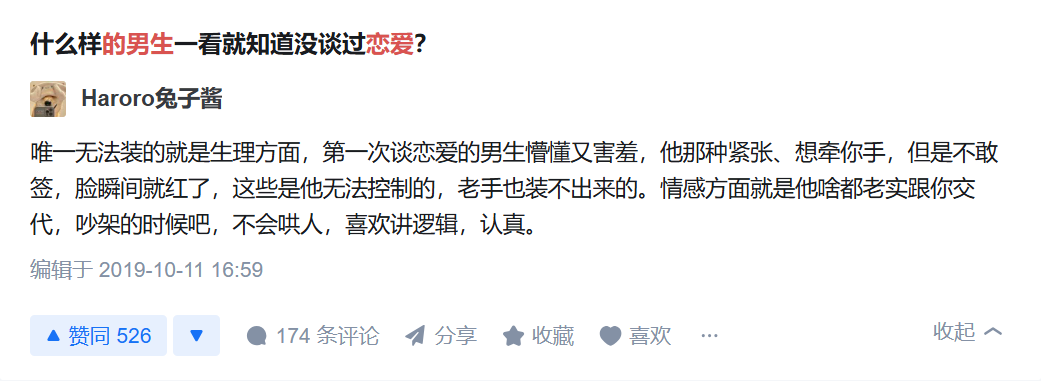 什么样的男生一看就知道没谈过恋爱？
Haroro兔子酱
唯一无法装的就是生理方面，第一次谈恋爱的男生懵懂又害羞，他那种紧张、想牵你手，但是不敢
签，脸瞬间就红了，这些是他无法控制的，老手也装不出来的。情感方面就是他啥都老实跟你交
代，吵架的时候吧，不会哄人，喜欢讲逻辑，认真。
编辑于 2019-10-11 16:59
赞同 526 174 条评论 分享 收藏 喜欢 ··· 收起